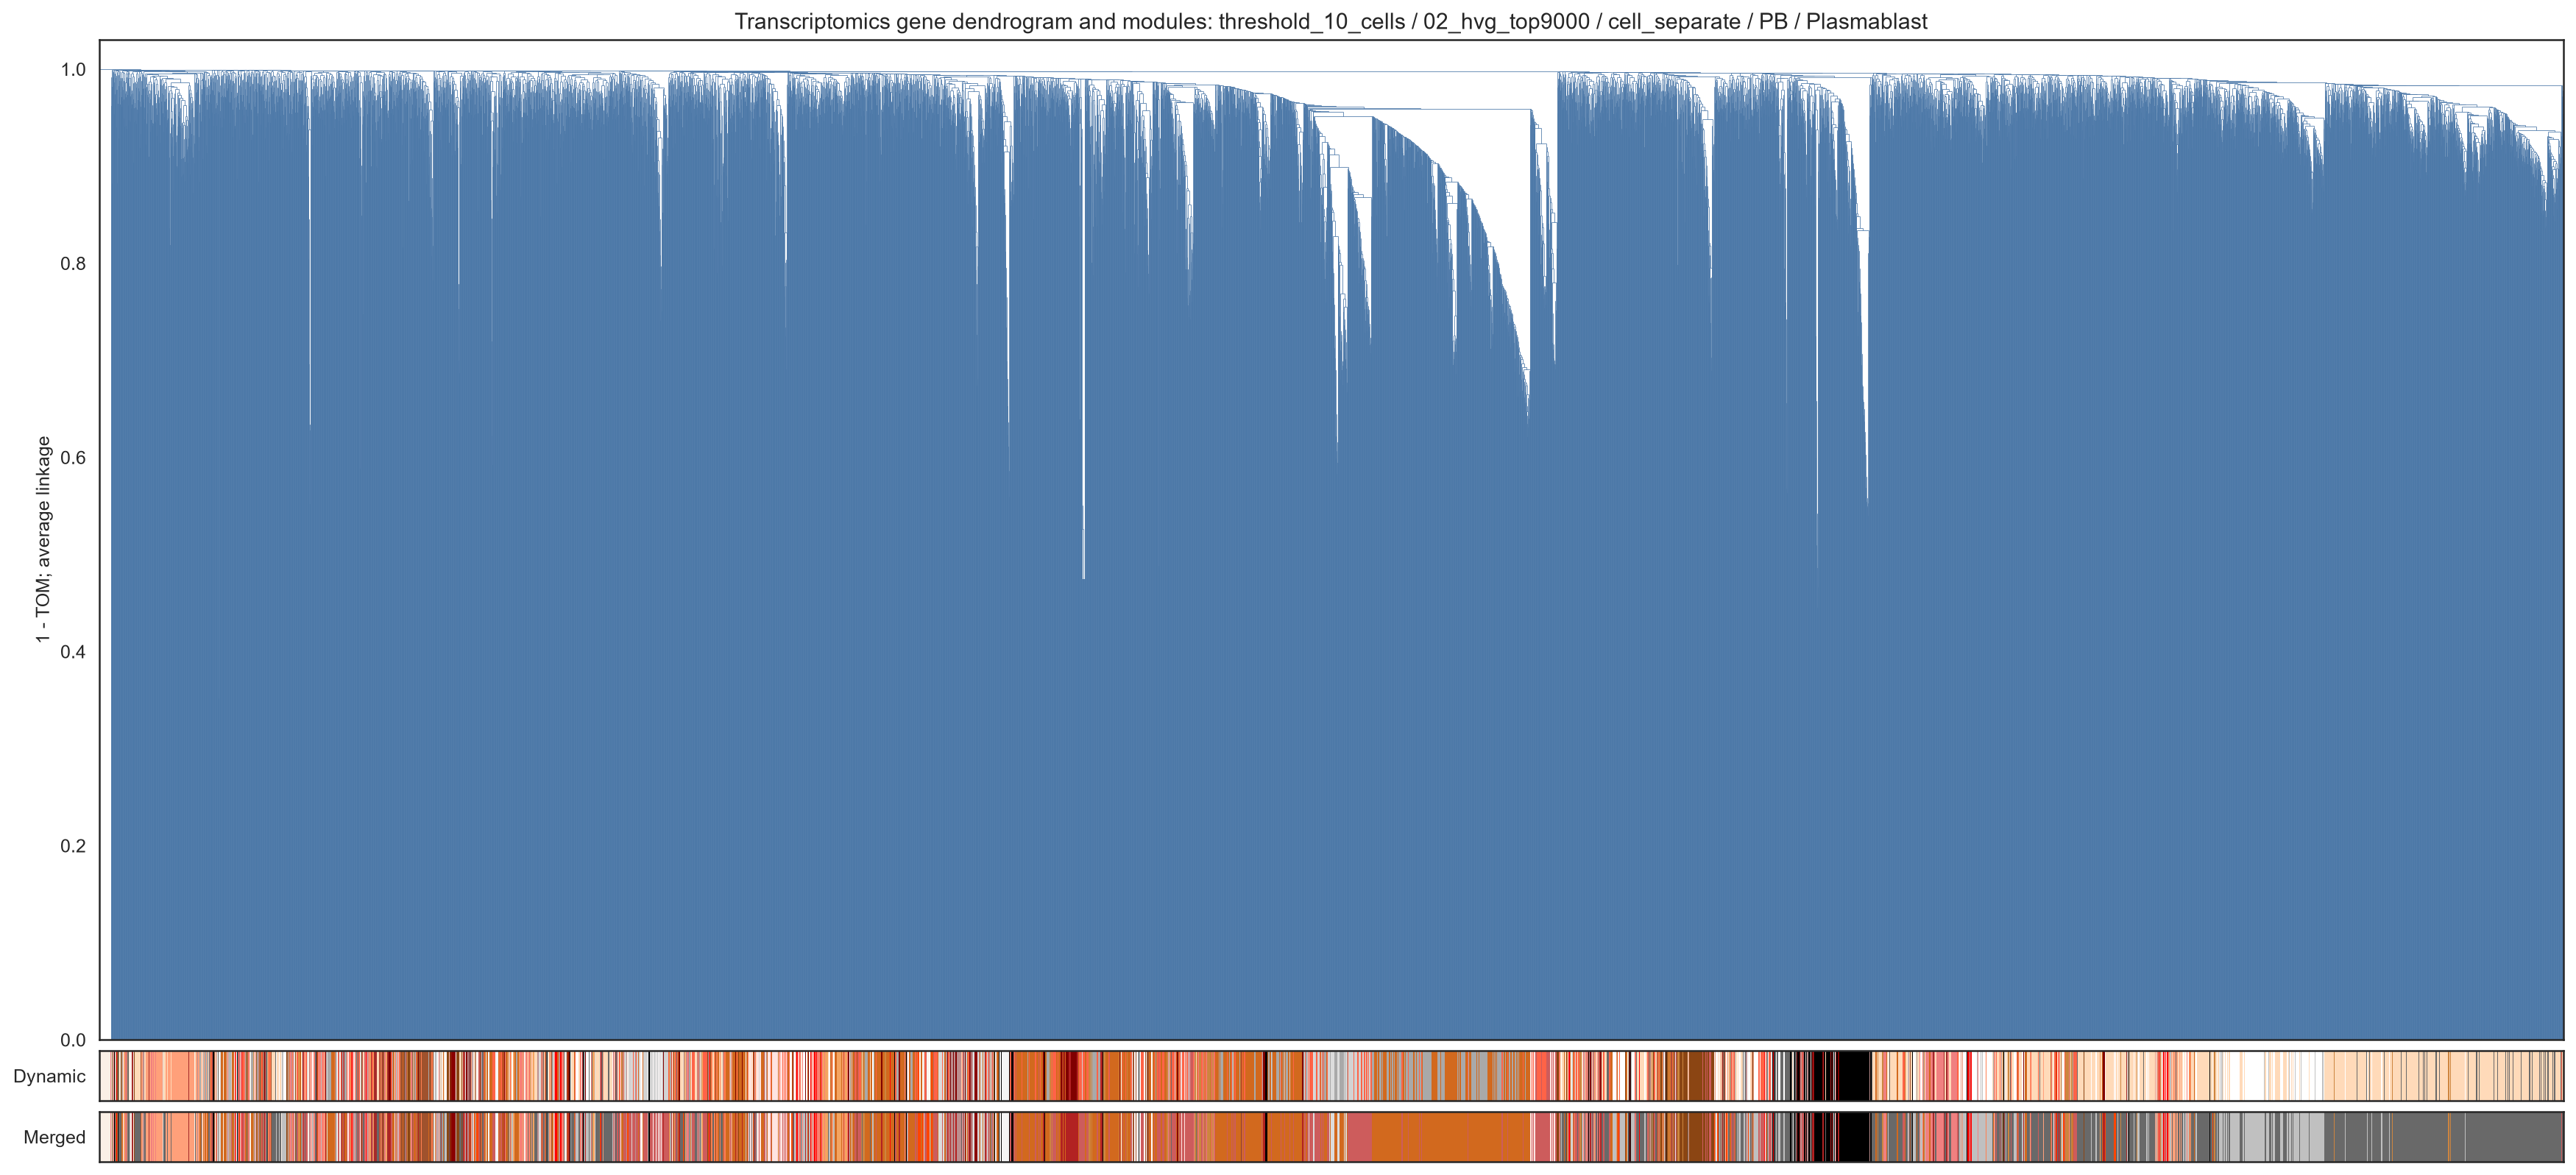 Transcriptomics gene dendrogram and modules: threshold_10_cells / 02_hvg_top9000 / cell_separate / PB / Plasmablast
1.0
0.8
0.6
0.4
0.2
0.0
1 - TOM; average linkage
Dynamic
Merged